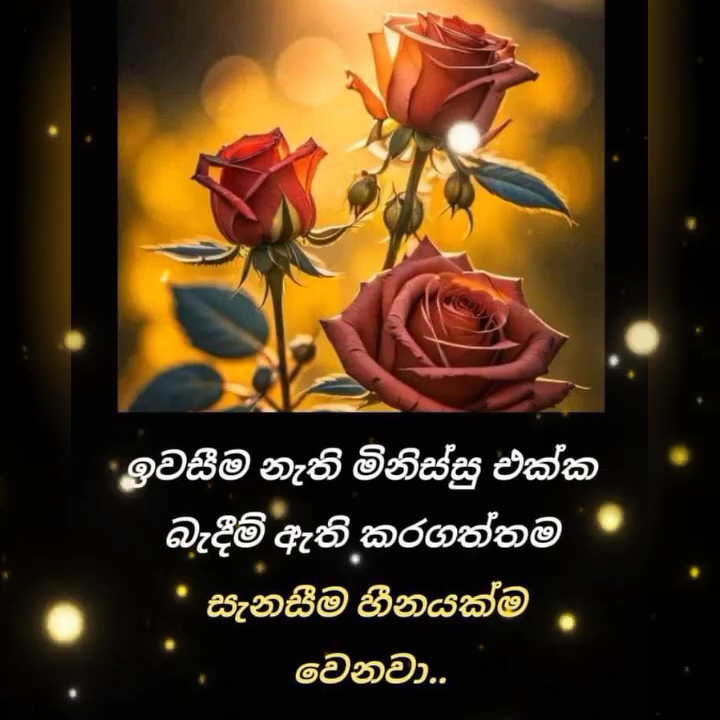 ඉවසීම නැති මිනිස්සු එක්ක
බැදීම් ඇති කරගත්තම
සැනසීම හීනයක්ම
වෙනවා..